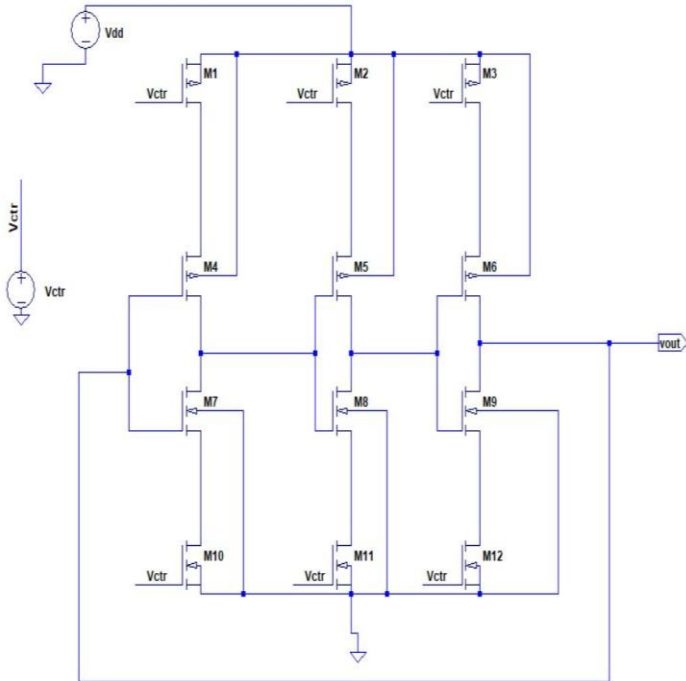 Vdd
M1
M2
M3
Vctr
Vctr
Vctr
Vctr
Vctr
M4
M5
M6
vout
M7
M8
M9
M10
M11
M12
Vctr
Vctr
Vctr